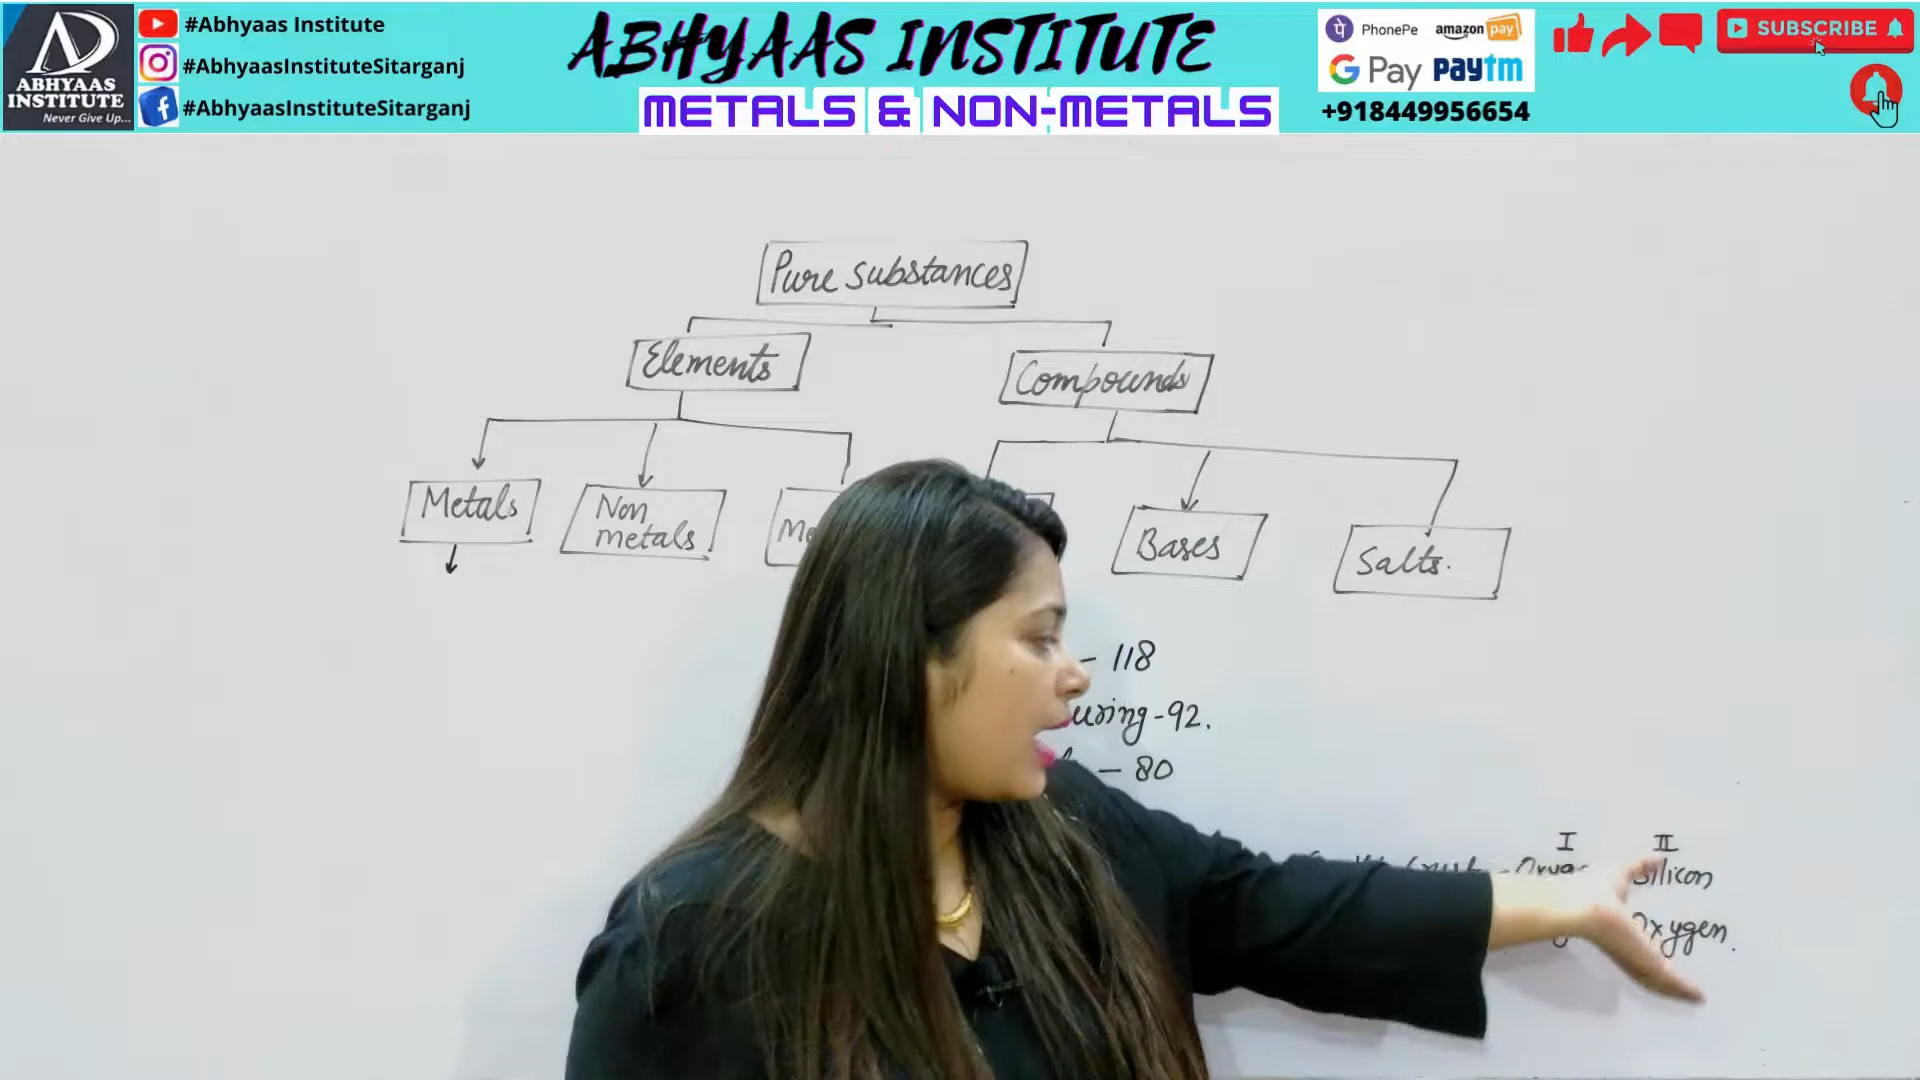 #Abhyaas Institute
#AbhyaasInstituteSitarganj
#AbhyaasInstituteSitarganj
ABHYAAS
INSTITUTE
Never Give Up...
ABHYAAS INSTITUTE
METALS & NON-METALS
PhonePe
amazon pay
G Pay
paytm
+918449956654
SUBSCRIBE
Pure substances
Elements
Compounds
Metals
Non
metals
Bases
Salts.
- 118
-92.
- 80
I II
Silicon
Oxygen.